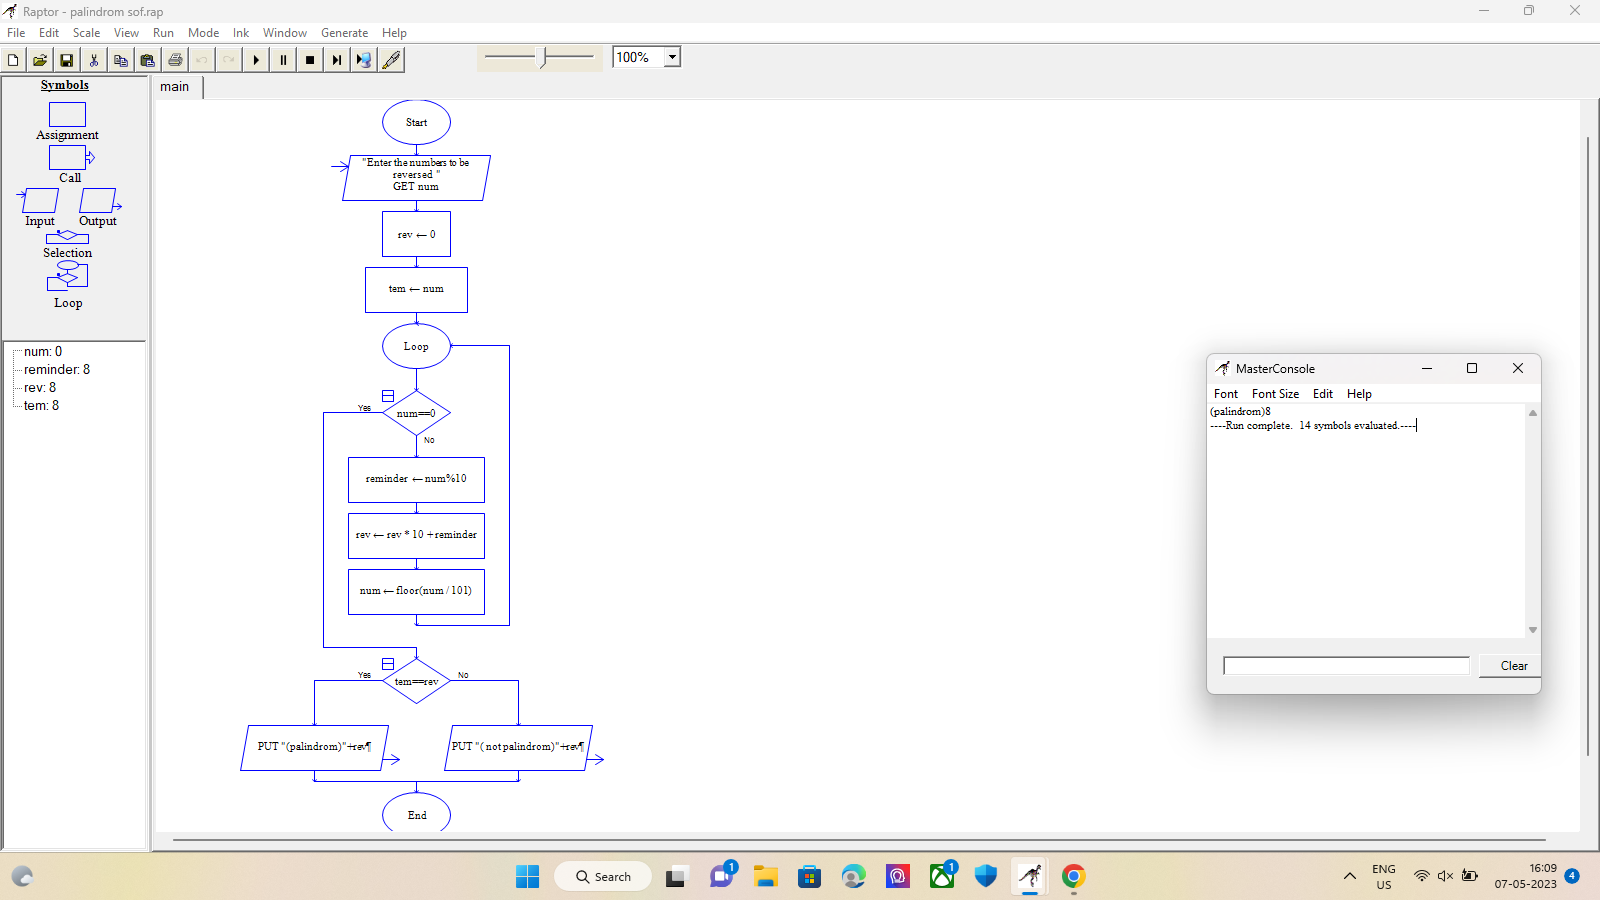 Raptor - palindrom sof.rap
File Edit Scale View Run Mode Ink Window Generate Help
100%
Symbols
Assignment
Call
Input Output
Selection
Loop
num: 0
reminder: 8
rev: 8
tem: 8
main
Start
"Enter the numbers to be
reversed "
GET num
rev ← 0
tem ← num
Loop
Yes
num==0
No
reminder ← num%10
rev ← rev * 10 +reminder
num ← floor(num / 101)
Yes
tem==rev
No
PUT "(palindrom)"+rev¶
PUT "( not palindrom)"+rev¶
End
MasterConsole
Font Font Size Edit Help
(palindrom)8
----Run complete.  14 symbols evaluated.----
Clear
Search
1
1
ENG
US
16:09
07-05-2023
4